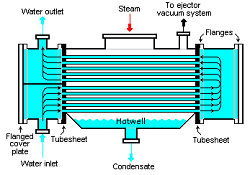 Water outlet
Steam
To ejector
vacuum system
Flanges
Hotwell
Flanged
cover
plate
Tubesheet
Tubesheet
Water inlet
Condensate